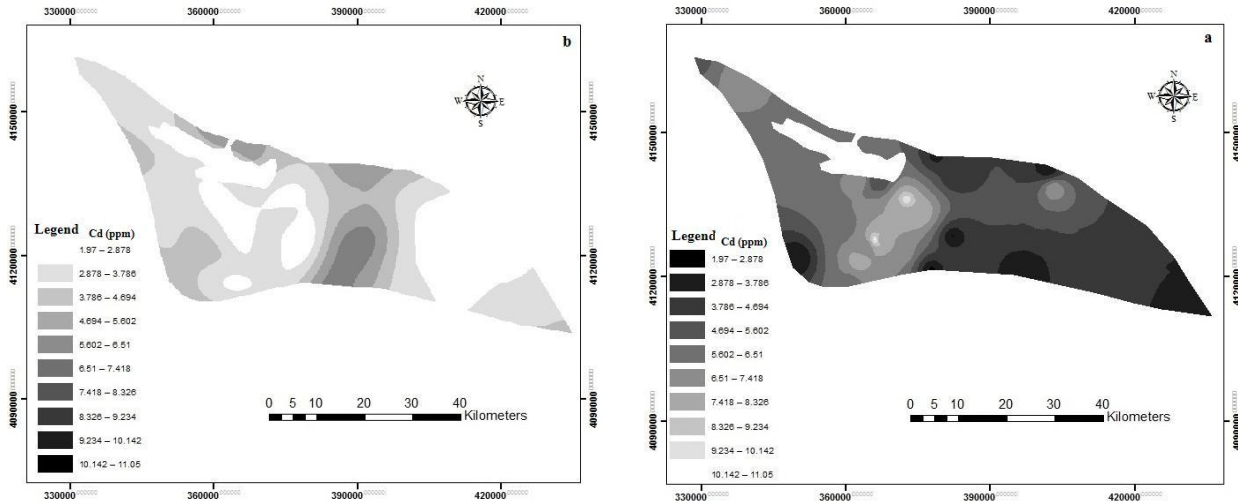 330000 360000 390000 420000
b
N
W E
S
4150000 4150000
4120000 4120000
4090000 4090000
Legend Cd (ppm)
1.97 – 2.878
2.878 – 3.786
3.786 – 4.694
4.694 – 5.602
5.602 – 6.51
6.51 – 7.418
7.418 – 8.326
8.326 – 9.234
9.234 – 10.142
10.142 – 11.05
0 5 10 20 30 40
Kilometers
330000 360000 390000 420000
330000 360000 390000 420000
a
N
W E
S
4150000 4150000
4120000 4120000
4090000 4090000
Legend Cd (ppm)
1.97 – 2.878
2.878 – 3.786
3.786 – 4.694
4.694 – 5.602
5.602 – 6.51
6.51 – 7.418
7.418 – 8.326
8.326 – 9.234
9.234 – 10.142
10.142 – 11.05
0 5 10 20 30 40
Kilometers
330000 360000 390000 420000